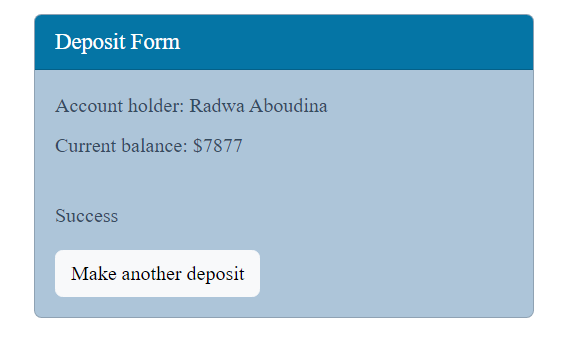 Deposit Form
Account holder: Radwa Aboudina
Current balance: $7877
Success
Make another deposit